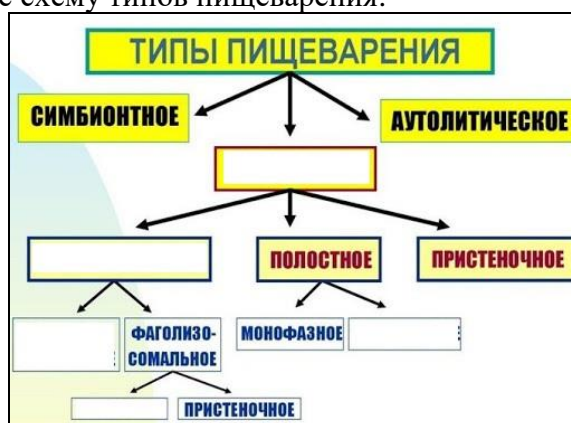 с схему типов пищеварения.
ТИПЫ ПИЩЕВАРЕНИЯ
СИМБИОНТНОЕ
АУТОЛИТИЧЕСКОЕ
ПОЛОСТНОЕ
ПРИСТЕНОЧНОЕ
ФАГОЛИЗО-
СОМАЛЬНОЕ
МОНОФАЗНОЕ
ПРИСТЕНОЧНОЕ